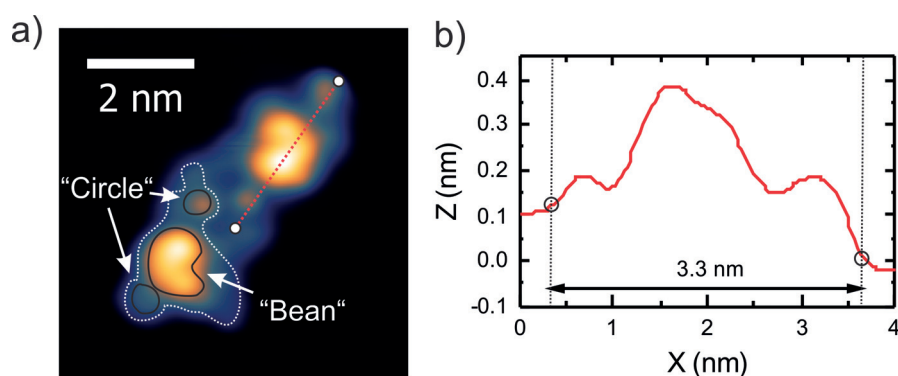 a)
2 nm
“Circle“
“Bean“
b)
Z (nm)
0.4
0.3
0.2
0.1
0.0
-0.1
3.3 nm
0 1 2 3 4
X (nm)